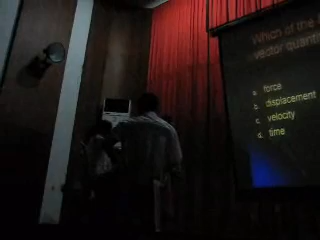 Which of the
vector quanti
a. force
b. displacement
c. velocity
d. time